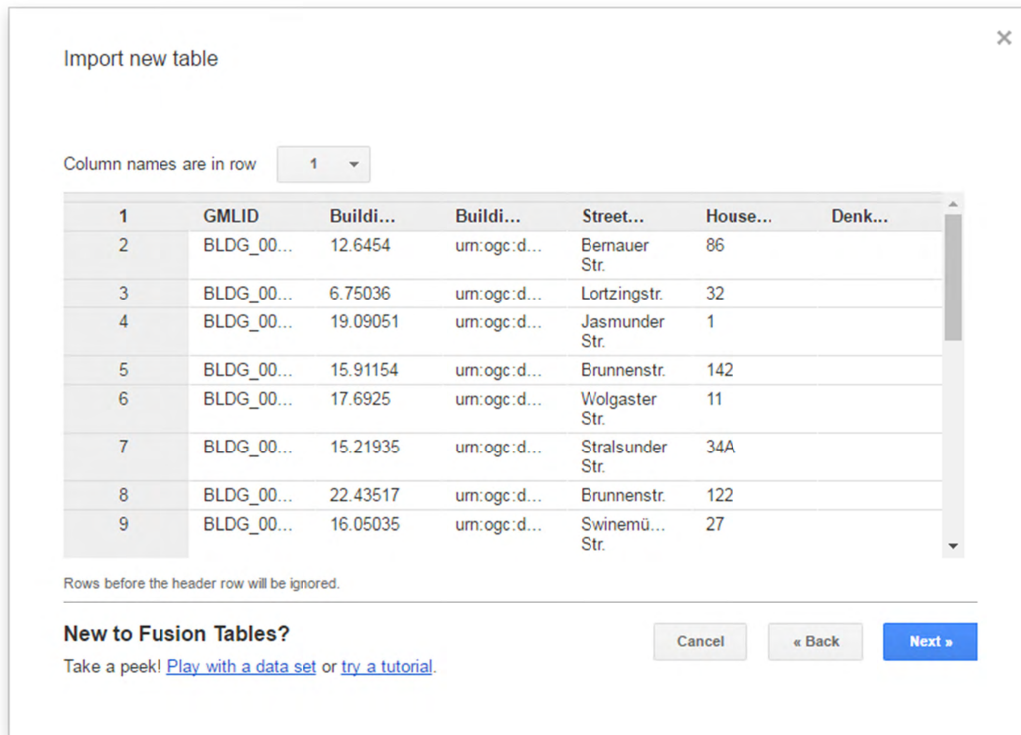 Import new table
Column names are in row 1
1 GMLID Buildi... Buildi... Street... House... Denk...
2 BLDG_00... 12.6454 urn:ogc:d... Bernauer Str. 86
3 BLDG_00... 6.75036 urn:ogc:d... Lortzingstr. 32
4 BLDG_00... 19.09051 urn:ogc:d... Jasmunder Str. 1
5 BLDG_00... 15.91154 urn:ogc:d... Brunnenstr. 142
6 BLDG_00... 17.6925 urn:ogc:d... Wolgaster Str. 11
7 BLDG_00... 15.21935 urn:ogc:d... Stralsunder Str. 34A
8 BLDG_00... 22.43517 urn:ogc:d... Brunnenstr. 122
9 BLDG_00... 16.05035 urn:ogc:d... Swinemü... Str. 27
Rows before the header row will be ignored.
New to Fusion Tables?
Take a peek! Play with a data set or try a tutorial.
Cancel « Back Next »